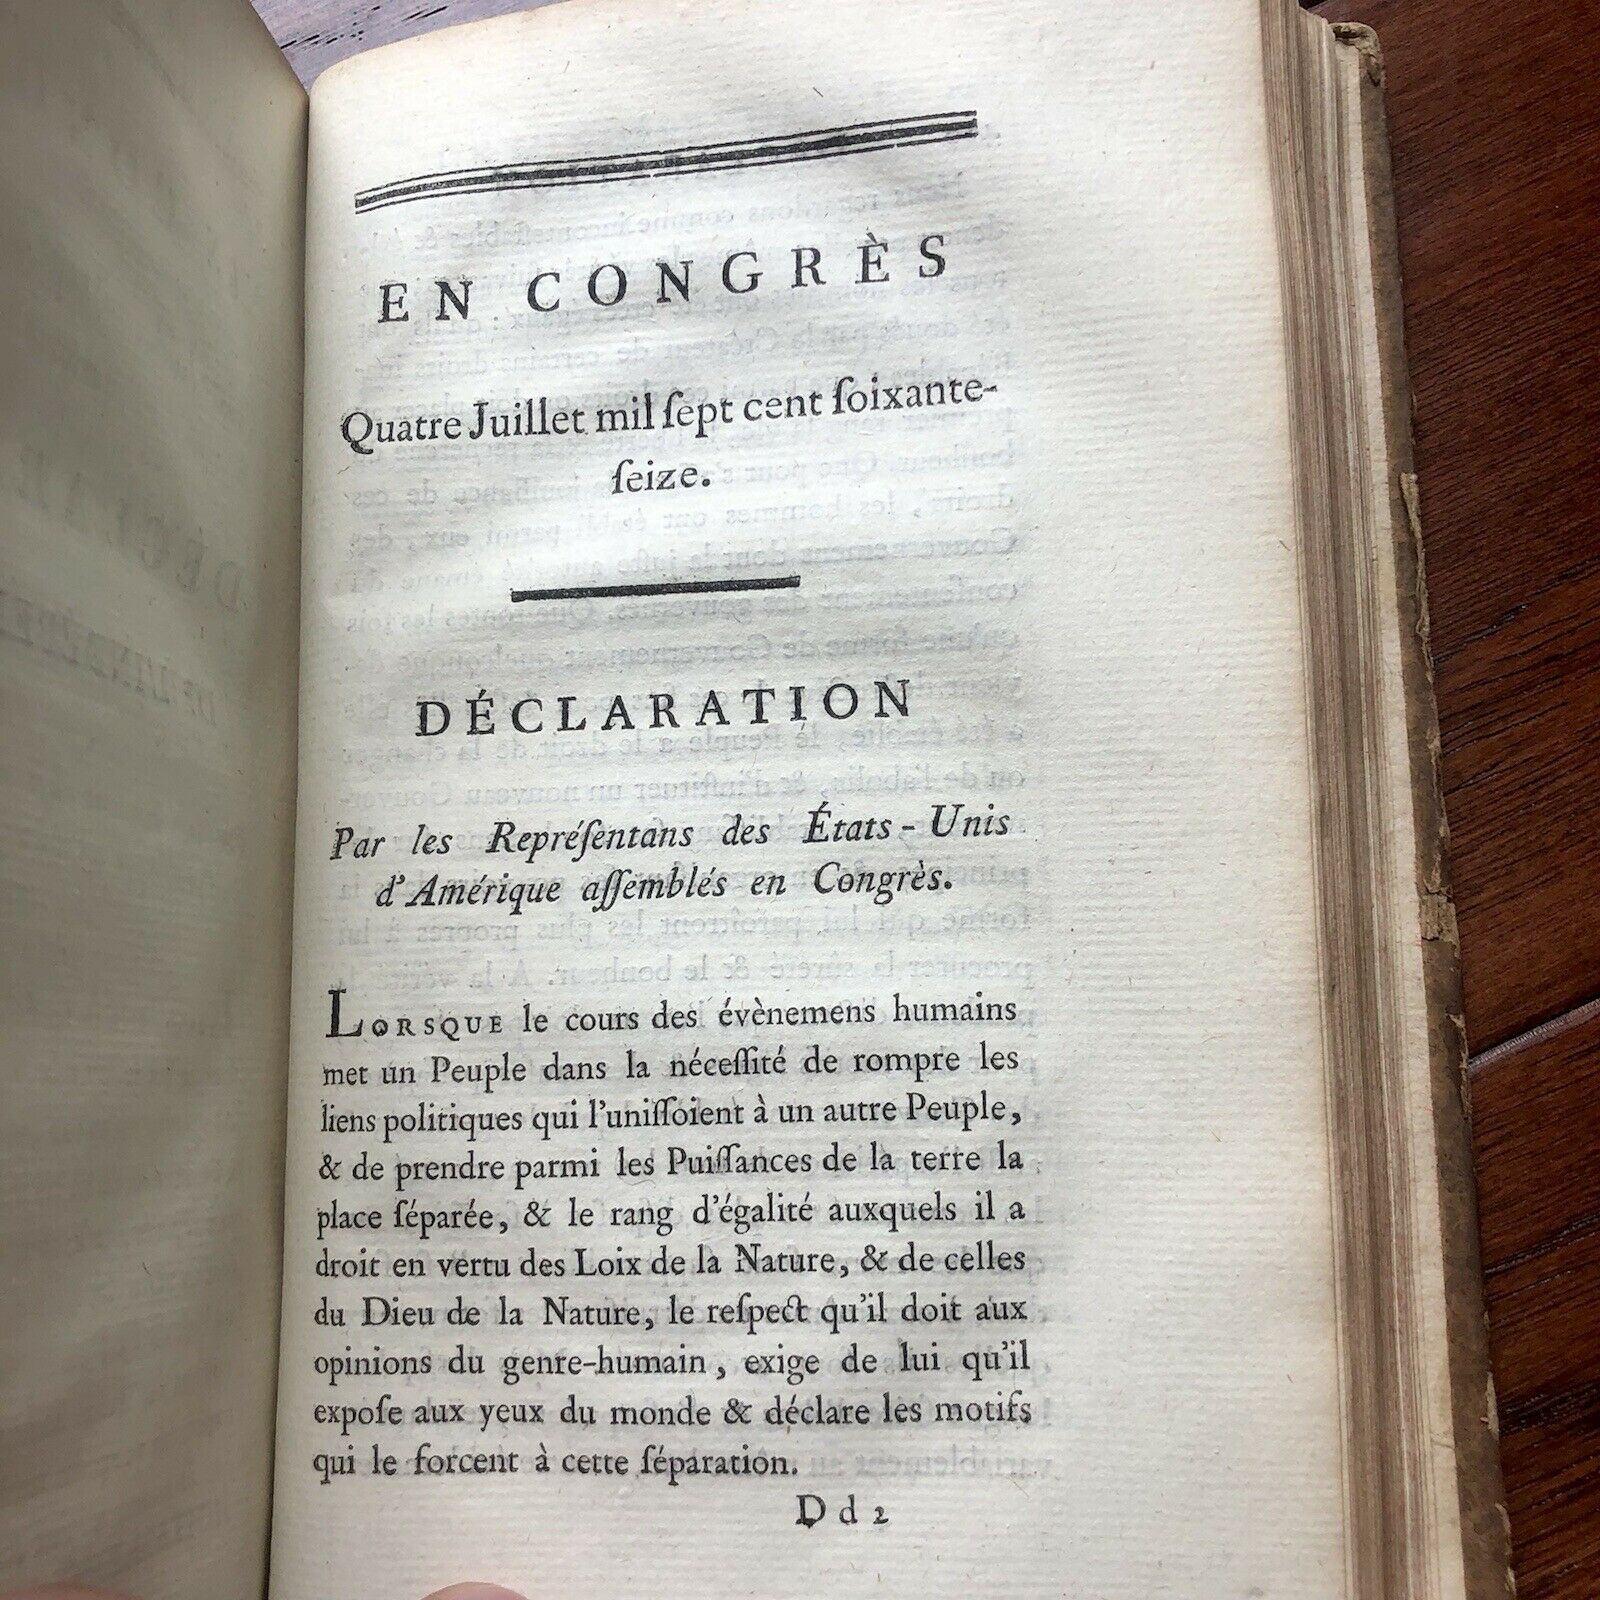 EN CONGRÈS
Quatre Juillet mil ſept cent ſoixante-
ſeize.
DÉCLARATION
Par les Repréſentans des États-Unis
d'Amérique aſſemblés en Congrès.
LORSQUE le cours des évènemens humains
met un Peuple dans la néceſſité de rompre les
liens politiques qui l'uniſſoient à un autre Peuple,
& de prendre parmi les Puiſſances de la terre la
place ſéparée, & le rang d'égalité auxquels il a
droit en vertu des Loix de la Nature, & de celles
du Dieu de la Nature, le reſpect qu'il doit aux
opinions du genre-humain, exige de lui qu'il
expoſe aux yeux du monde & déclare les motifs
qui le forcent à cette ſéparation.
Dd2